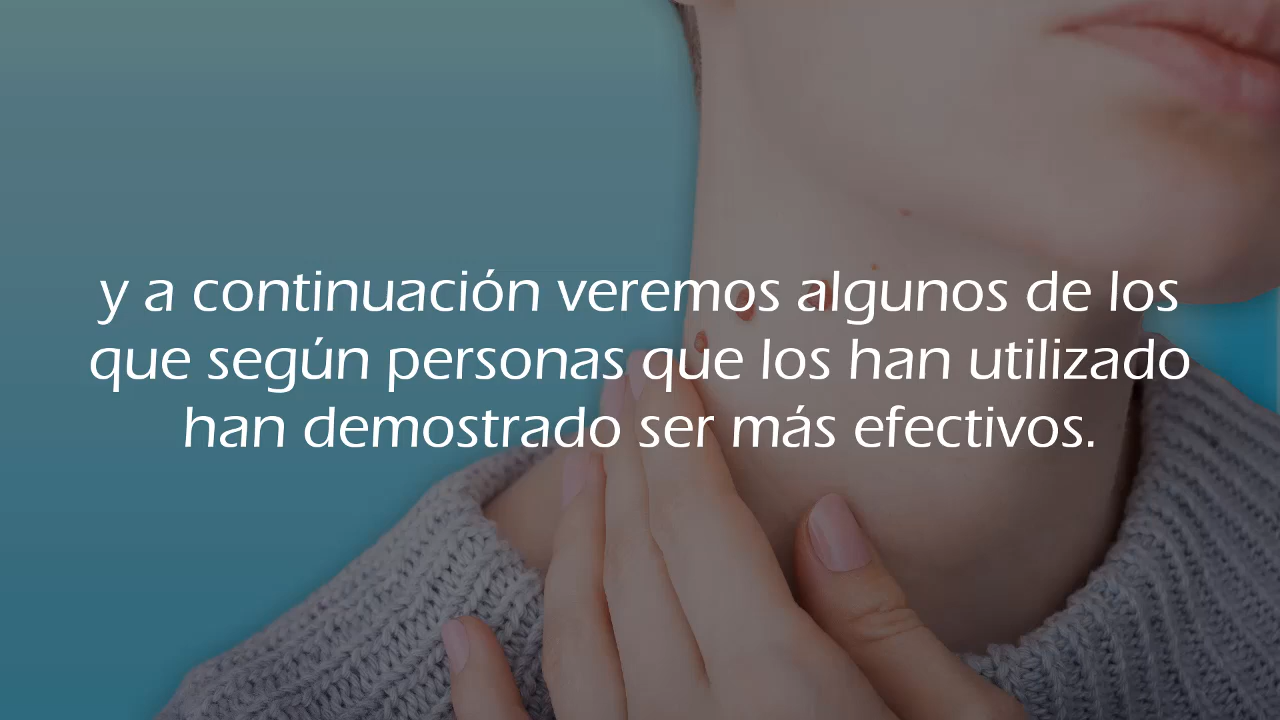 y a continuación veremos algunos de los
que según personas que los han utilizado
han demostrado ser más efectivos.